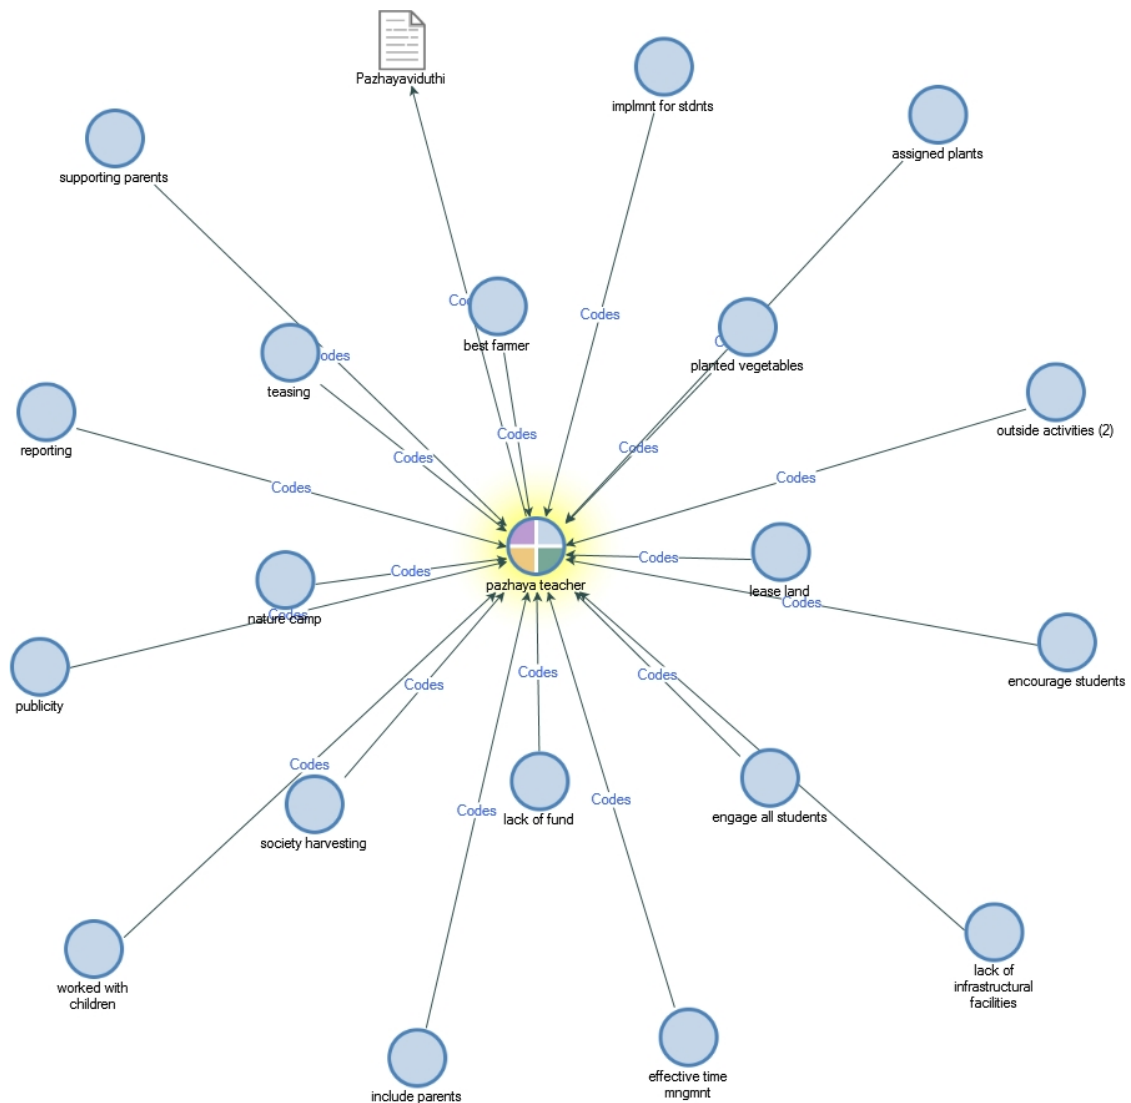 Pazhayaviduthi
implmnt for stdnts
assigned plants
supporting parents
Codes
best farmer
Codes
planted vegetables
teasing
odes
reporting
Codes
Codes
Codes
Codes
outside activities (2)
Codes
pazhaya teacher
Codes
lease land
Codes
nature camp
Codes
Codes
publicity
encourage students
Codes
Codes
Codes
Codes
society harvesting
lack of fund
Codes
Codes
engage all students
worked with
children
lack of
infrastructural
facilities
include parents
effective time
mngmnt